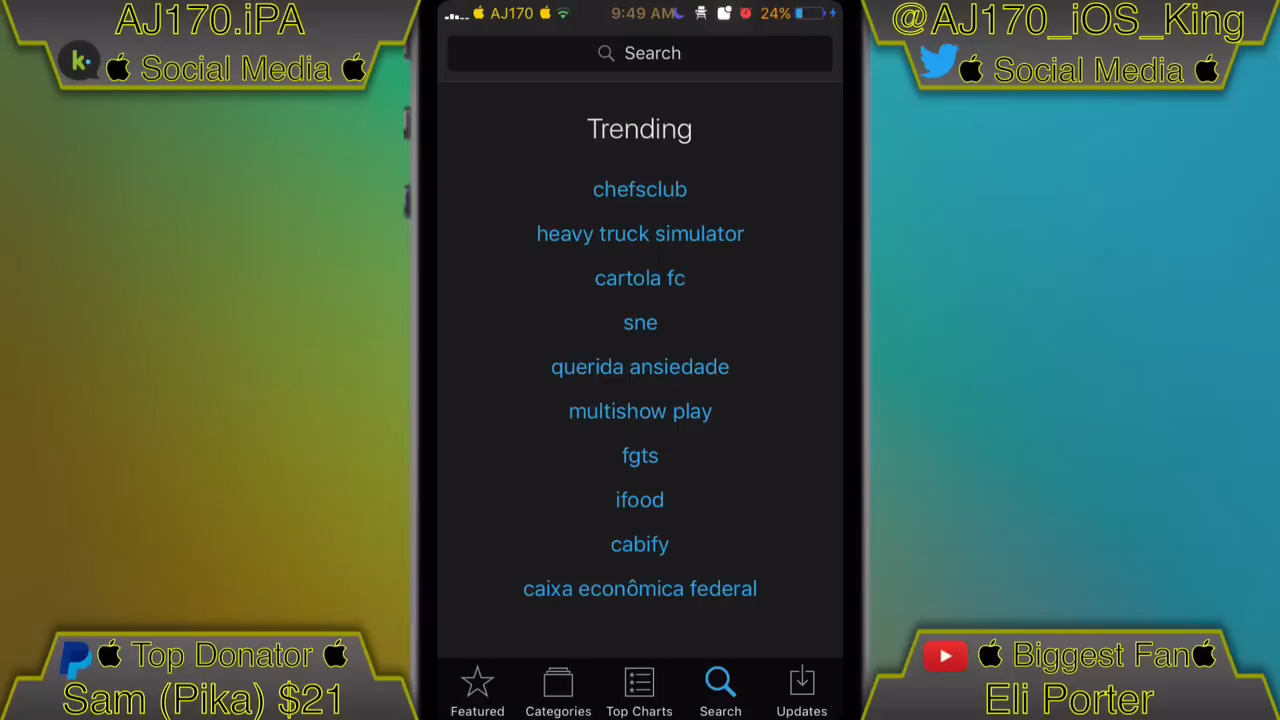 AJ170.iPA
k
Social Media
@AJ170_iOS_King
Social Media
AJ170 9:49 AM 24%
Search
Trending
chefsclub
heavy truck simulator
cartola fc
sne
querida ansiedade
multishow play
fgts
ifood
cabify
caixa econômica federal
Featured Categories Top Charts Search Updates
Top Donator
Sam (Pika) $21
Biggest Fan
Eli Porter